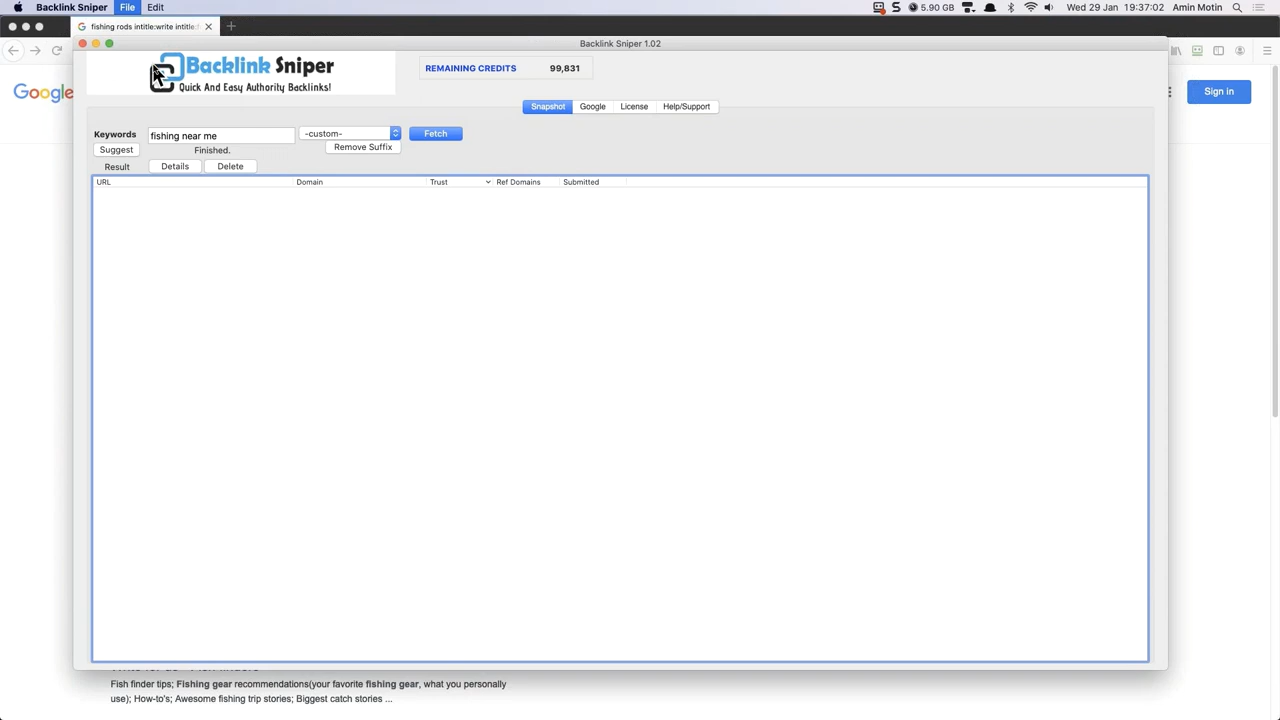 Backlink Sniper File Edit 5.90 GB Wed 29 Jan 19:37:02 Amin Motin
fishing rods intitle:write intitle:f
Backlink Sniper 1.02
Backlink Sniper
Quick And Easy Authority Backlinks!
REMAINING CREDITS 99,831
Google
Sign in
Snapshot Google License Help/Support
Keywords fishing near me -custom- Fetch
Suggest Finished. Remove Suffix
Result Details Delete
URL Domain Trust Ref Domains Submitted
Fish finder tips; Fishing gear recommendations(your favorite fishing gear, what you personally
use); How-to's; Awesome fishing trip stories; Biggest catch stories ...